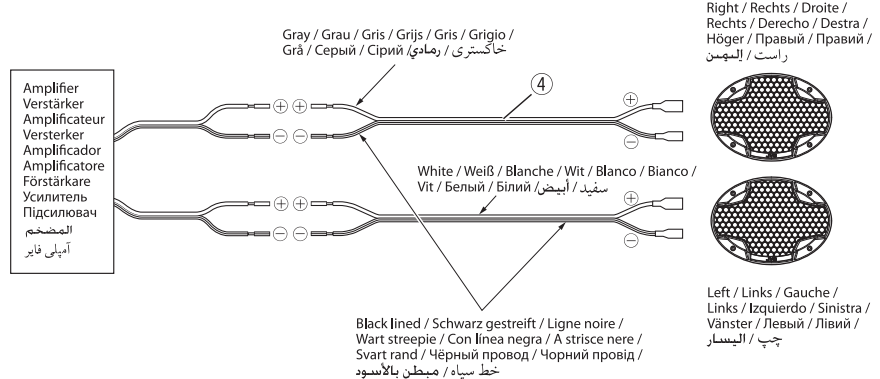 Right / Rechts / Droite /
Rechts / Derecho / Destra /
Höger / Правый / Правий /
راست / اليمين
Gray / Grau / Gris / Grijs / Gris / Grigio /
Grå / Серый / Сірий / خاکستری / رمادي
④
Amplifier
Verstärker
Amplificateur
Versterker
Amplificador
Amplificatore
Förstärkare
Усилитель
Підсилювач
المضخم
آمپلی فایر
⊕ ⊕ ⊕
⊖ ⊖ ⊖
White / Weiß / Blanche / Wit / Blanco / Bianco /
Vit / Белый / Білий / سفید / أبيض
⊕ ⊕ ⊕
⊖ ⊖ ⊖
Left / Links / Gauche /
Links / Izquierdo / Sinistra /
Vänster / Левый / Лівий /
چپ / اليسار
Black lined / Schwarz gestreift / Ligne noire /
Wart streepie / Con línea negra / A strisce nere /
Svart rand / Чёрный провод / Чорний провід /
خط سیاه / مبطن بالأسود